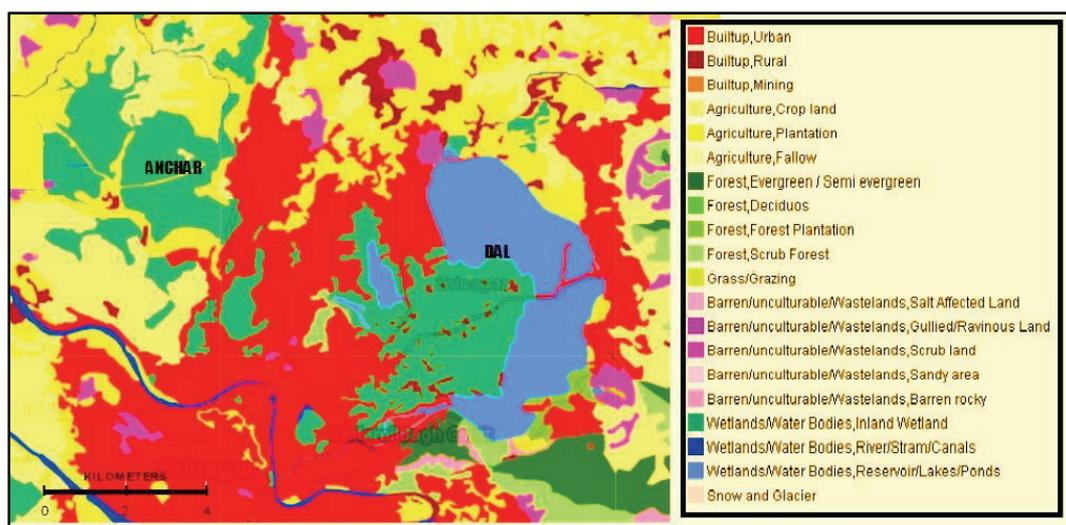 ANCHAR
DAL
Srinagar
KILOMETERS
0 2 4
Builtup,Urban
Builtup,Rural
Builtup,Mining
Agriculture,Crop land
Agriculture,Plantation
Agriculture,Fallow
Forest,Evergreen / Semi evergreen
Forest,Deciduos
Forest,Forest Plantation
Forest,Scrub Forest
Grass/Grazing
Barren/unculturable/Wastelands,Salt Affected Land
Barren/unculturable/Wastelands,Gullied/Ravinous Land
Barren/unculturable/Wastelands,Scrub land
Barren/unculturable/Wastelands,Sandy area
Barren/unculturable/Wastelands,Barren rocky
Wetlands/Water Bodies,Inland Wetland
Wetlands/Water Bodies,River/Stram/Canals
Wetlands/Water Bodies,Reservoir/Lakes/Ponds
Snow and Glacier